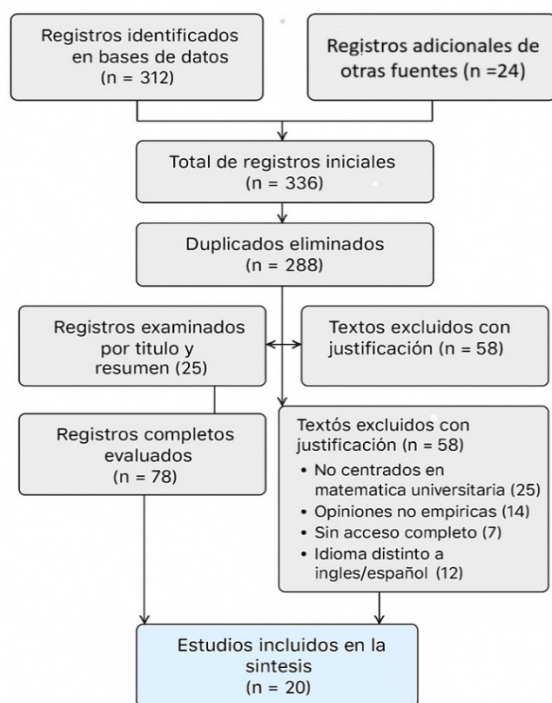 Registros identificados
en bases de datos
(n = 312)
Registros adicionales de
otras fuentes (n =24)
Total de registros iniciales
(n = 336)
Duplicados eliminados
(n = 288)
Registros examinados
por titulo y
resumen (25)
Textos excluidos con
justificación (n = 58)
Registros completos
evaluados
(n = 78)
Textós excluidos con
justificación (n = 58)
• No centrados en
matematica universitaria (25)
• Opiniones no empiricas (14)
• Sin acceso completo (7)
• Idioma distinto a
ingles/español (12)
Estudios incluidos en la
sintesis
(n = 20)